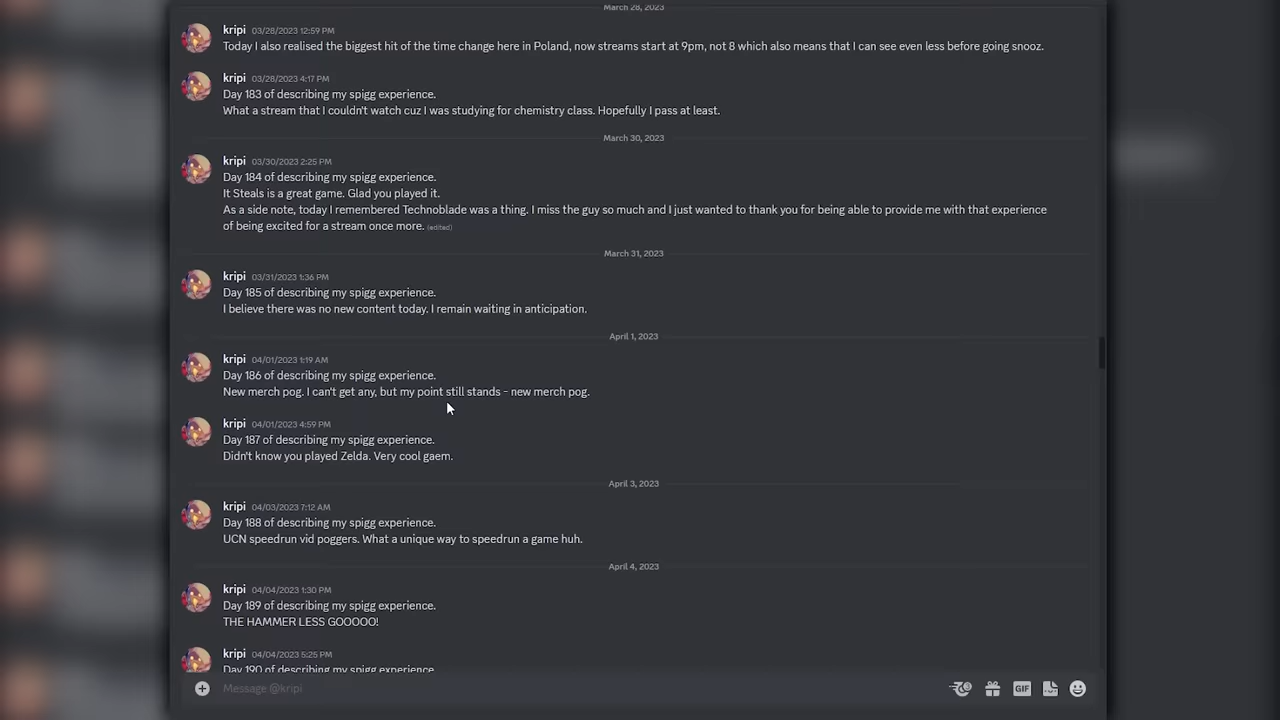 March 28, 2023
kripi 03/28/2023 12:59 PM
Today I also realised the biggest hit of the time change here in Poland, now streams start at 9pm, not 8 which also means that I can see even less before going snooz.
kripi 03/28/2023 4:17 PM
Day 183 of describing my spigg experience.
What a stream that I couldn't watch cuz I was studying for chemistry class. Hopefully I pass at least.
March 30, 2023
kripi 03/30/2023 2:25 PM
Day 184 of describing my spigg experience.
It Steals is a great game. Glad you played it.
As a side note, today I remembered Technoblade was a thing. I miss the guy so much and I just wanted to thank you for being able to provide me with that experience
of being excited for a stream once more. (edited)
March 31, 2023
kripi 03/31/2023 1:36 PM
Day 185 of describing my spigg experience.
I believe there was no new content today. I remain waiting in anticipation.
April 1, 2023
kripi 04/01/2023 1:19 AM
Day 186 of describing my spigg experience.
New merch pog. I can't get any, but my point still stands - new merch pog.
kripi 04/01/2023 4:59 PM
Day 187 of describing my spigg experience.
Didn't know you played Zelda. Very cool gaem.
April 3, 2023
kripi 04/03/2023 7:12 AM
Day 188 of describing my spigg experience.
UCN speedrun vid poggers. What a unique way to speedrun a game huh.
April 4, 2023
kripi 04/04/2023 1:30 PM
Day 189 of describing my spigg experience.
THE HAMMER LESS GOOOOO!
kripi 04/04/2023 5:25 PM
Day 190 of describing my spigg experience.
Message @kripi
GIF